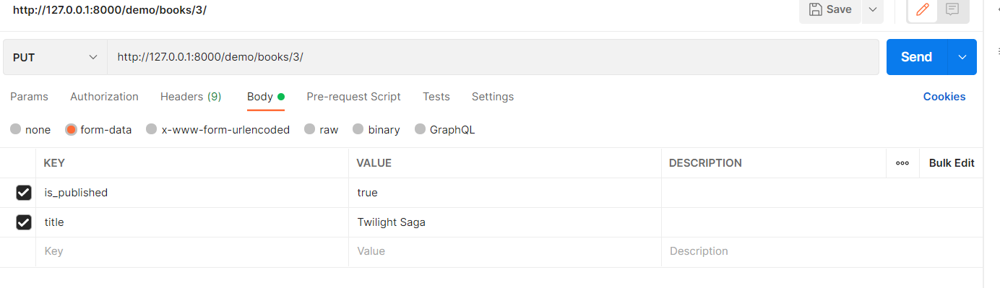 http://127.0.0.1:8000/demo/books/3/
Save
PUT http://127.0.0.1:8000/demo/books/3/ Send
Params Authorization Headers (9) Body Pre-request Script Tests Settings Cookies
none form-data x-www-form-urlencoded raw binary GraphQL
KEY VALUE DESCRIPTION ooo Bulk Edit
is_published true
title Twilight Saga
Key Value Description